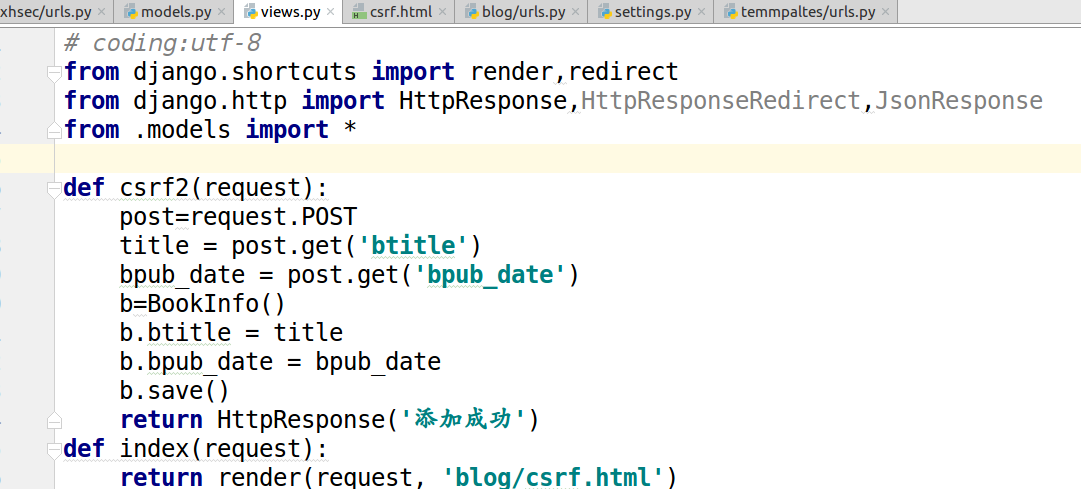 xhsec/urls.py × models.py × views.py × csrf.html × blog/urls.py × settings.py × temmpaltes/urls.py ×
# coding:utf-8
from django.shortcuts import render,redirect
from django.http import HttpResponse,HttpResponseRedirect,JsonResponse
from .models import *
def csrf2(request):
    post=request.POST
    title = post.get('btitle')
    bpub_date = post.get('bpub_date')
    b=BookInfo()
    b.btitle = title
    b.bpub_date = bpub_date
    b.save()
    return HttpResponse('添加成功')
def index(request):
    return render(request, 'blog/csrf.html')